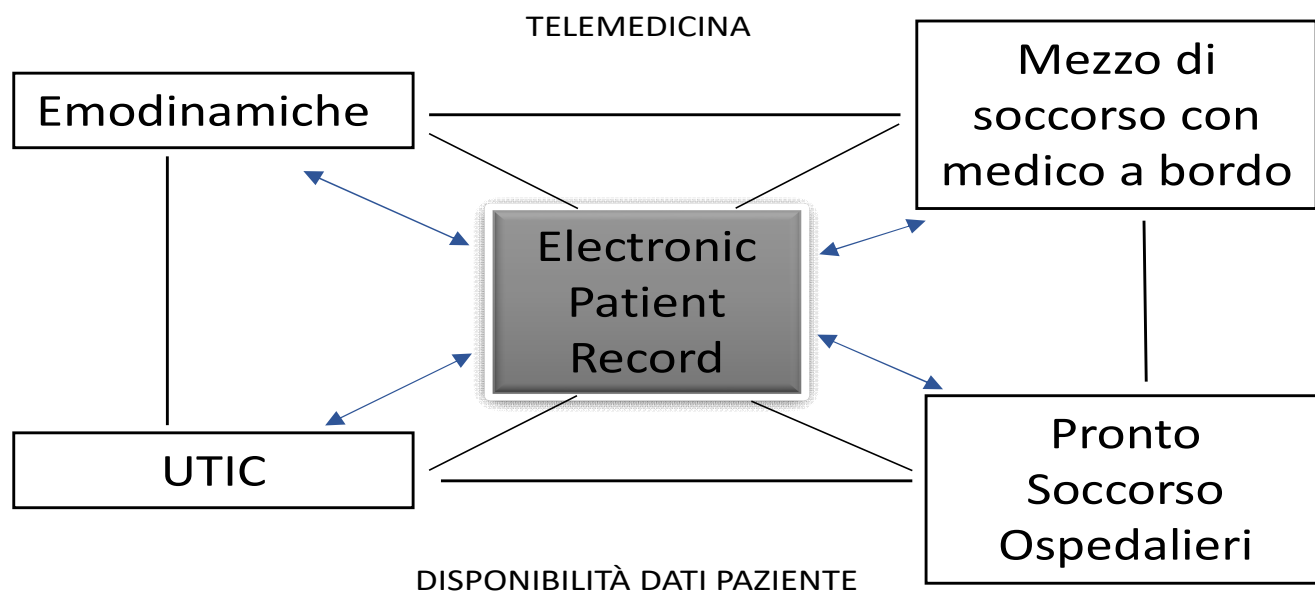 TELEMEDICINA
Emodinamiche
Mezzo di
soccorso con
medico a bordo
Electronic
Patient
Record
UTIC
Pronto
Soccorso
Ospedalieri
DISPONIBILITÀ DATI PAZIENTE